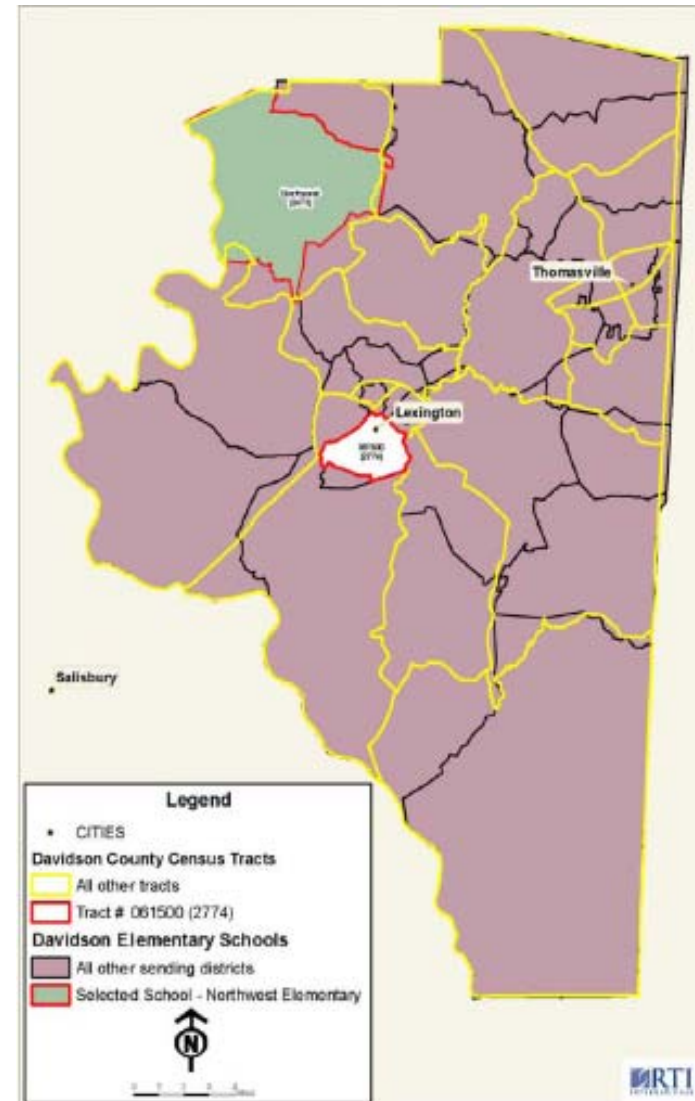 Thomasville
Lexington
(2774)
Salisbury
Legend
CITIES
Davidson County Census Tracts
All other tracts
Tract # 061500 (2774)
Davidson Elementary Schools
All other sending districts
Selected School - Northwest Elementary
N
RTI